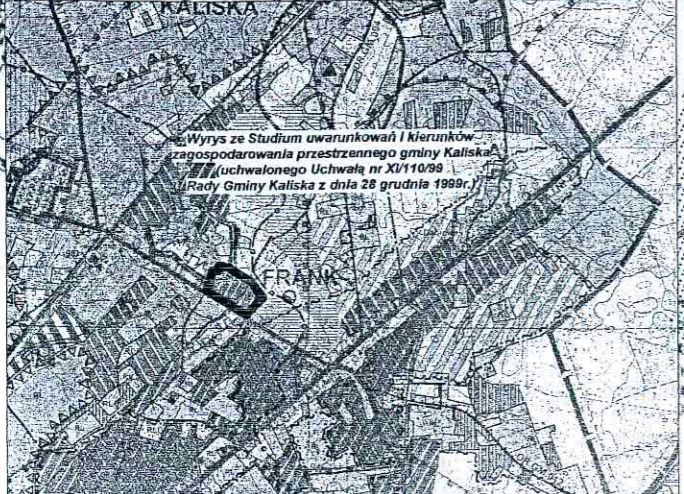 KALISKA
Wyrys ze Studium uwarunkowań i kierunków
zagospodarowania przestrzennego gminy Kaliska
(uchwalonego Uchwałą nr XI/110/99
Rady Gminy Kaliska z dnia 28 grudnia 1999r.)
FRANK